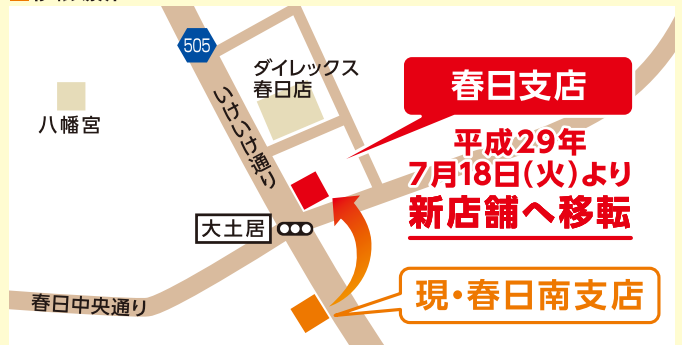 505
ダイレックス
春日店
八幡宮
いけいけ通り
春日支店
平成29年
7月18日(火)より
新店舗へ移転
大土居
春日中央通り
現・春日南支店